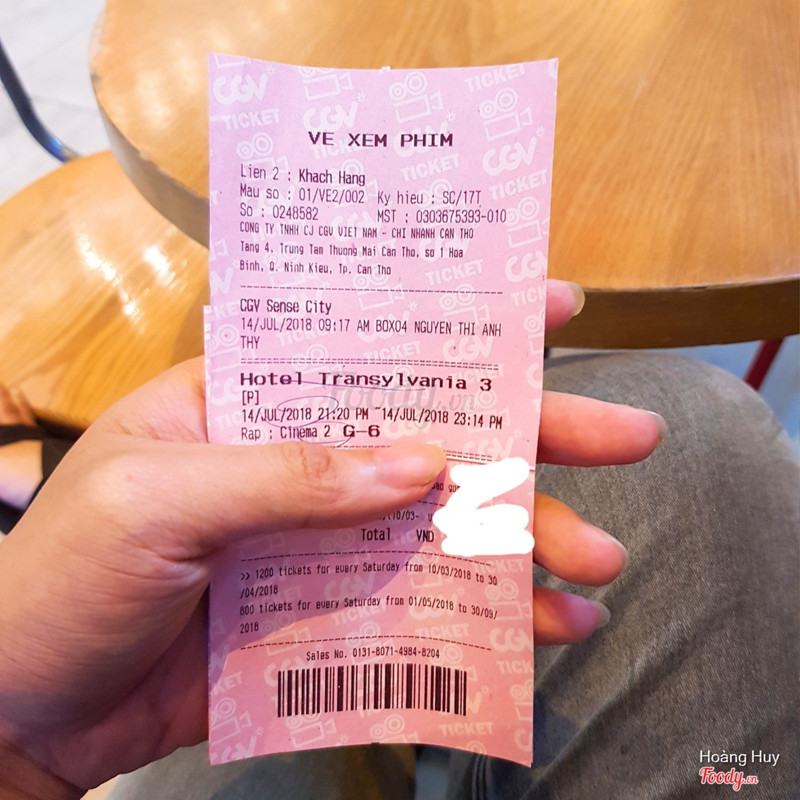 VE XEM PHIM
Lien 2 : Khach Hang
Mau so : 01/VE2/002 Ky hieu : SC/17T
So : 0248582 MST : 0303675393-010
CONG TY TNHH CJ CGV VIET NAM - CHI NHANH CAN THO
Tang 4, Trung Tam Thuong Mai Can Tho, so 1 Hoa
Binh, Q. Ninh Kieu, Tp. Can Tho
CGV Sense City
14/JUL/2018 09:17 AM BOX04 NGUYEN THI ANH
THY
Hotel Transylvania 3
[P]
14/JUL/2018 21:20 PM ~14/JUL/2018 23:14 PM
Rap : Cinema 2 G-6
/10/03-
Total VND
>> 1200 tickets for every Saturday from 10/03/2018 to 30
/04/2018
800 tickets for every Saturday from 01/05/2018 to 30/09/
2018
Sales No. 0131-8071-4984-8204
CGV
TICKET
Foody.vn
Hoàng Huy
Foody.vn